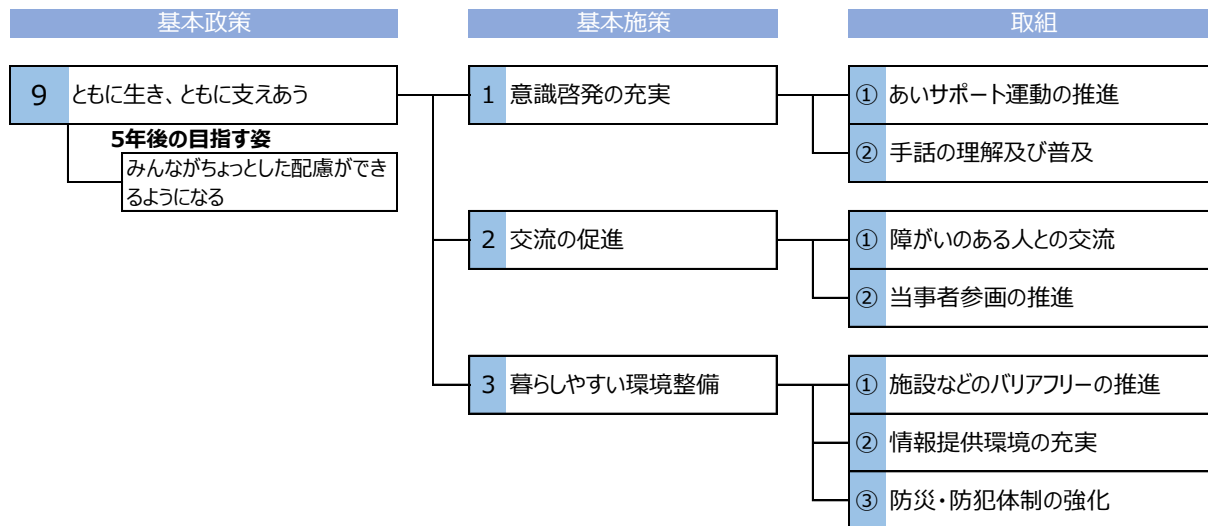 基本政策
基本施策
取組
9 ともに生き、ともに支えあう
5年後の目指す姿
みんながちょっとした配慮ができ
るようになる
1 意識啓発の充実
① あいサポート運動の推進
② 手話の理解及び普及
2 交流の促進
① 障がいのある人との交流
② 当事者参画の推進
3 暮らしやすい環境整備
① 施設などのバリアフリーの推進
② 情報提供環境の充実
③ 防災・防犯体制の強化